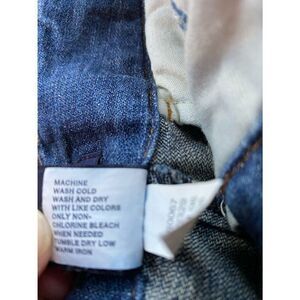 MACHINE
WASH COLD
WASH AND DRY
WITH LIKE COLORS
ONLY NON-
CHLORINE BLEACH
WHEN NEEDED
TUMBLE DRY LOW
WARM IRON